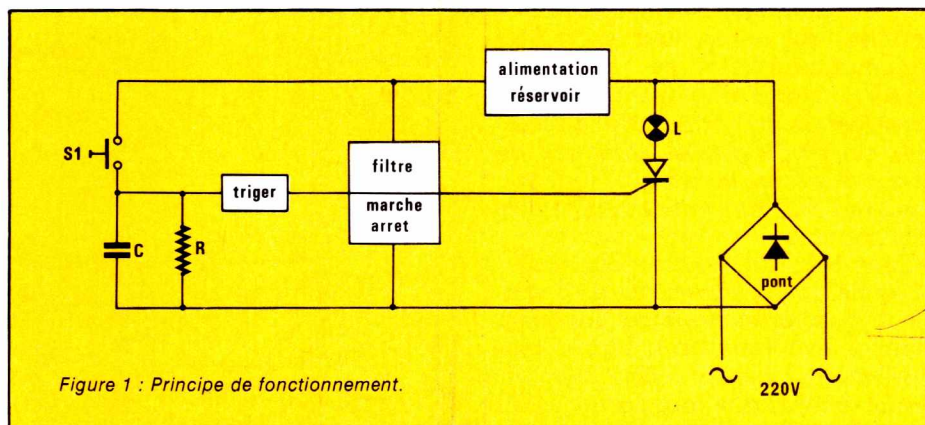 alimentation
réservoir
L
S1
filtre
triger
marche
arret
C
R
pont
220V
Figure 1 : Principe de fonctionnement.